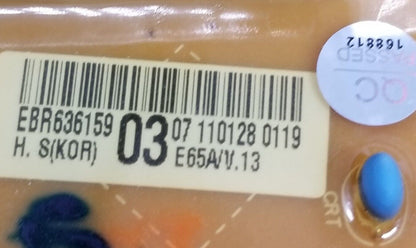 EBR636159 03 07 110128 0119
H. S(KOR) E65A/V.13
168812
PASSED
QC
CRT